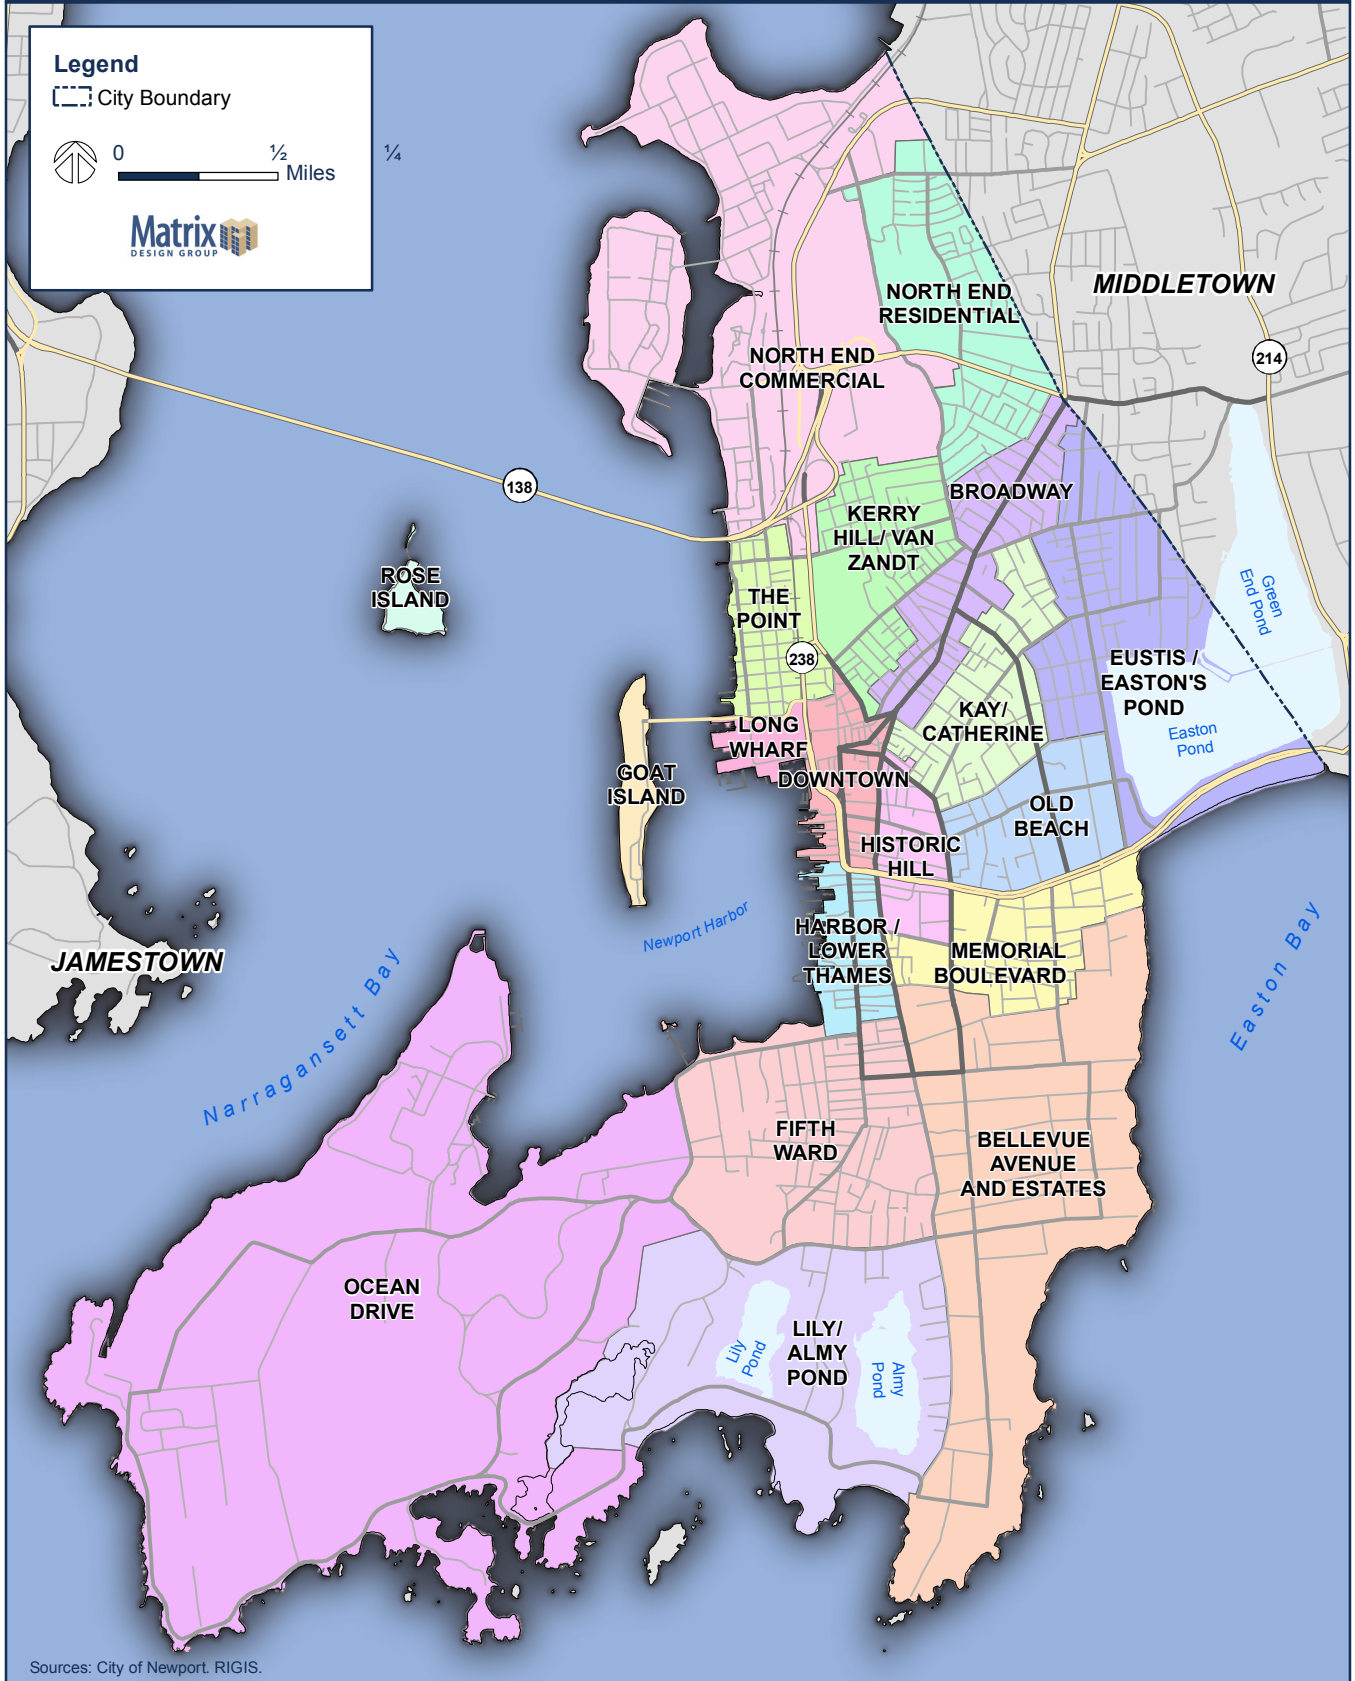 Legend
City Boundary
0
½
¼
Miles
Matrix
DESIGN GROUP
MIDDLETOWN
NORTH END
RESIDENTIAL
214
NORTH END
COMMERCIAL
138
BROADWAY
KERRY
HILL/ VAN
ZANDT
ROSE
ISLAND
THE
POINT
Green
End Pond
238
EUSTIS /
EASTON'S
POND
KAY/
CATHERINE
LONG
WHARF
Easton
Pond
GOAT
ISLAND
DOWNTOWN
OLD
BEACH
HISTORIC
HILL
Newport Harbor
HARBOR /
LOWER
THAMES
MEMORIAL
BOULEVARD
JAMESTOWN
Narragansett Bay
Easton Bay
FIFTH
WARD
BELLEVUE
AVENUE
AND ESTATES
OCEAN
DRIVE
LILY/
ALMY
POND
Lily
Pond
Almy
Pond
Sources: City of Newport. RIGIS.